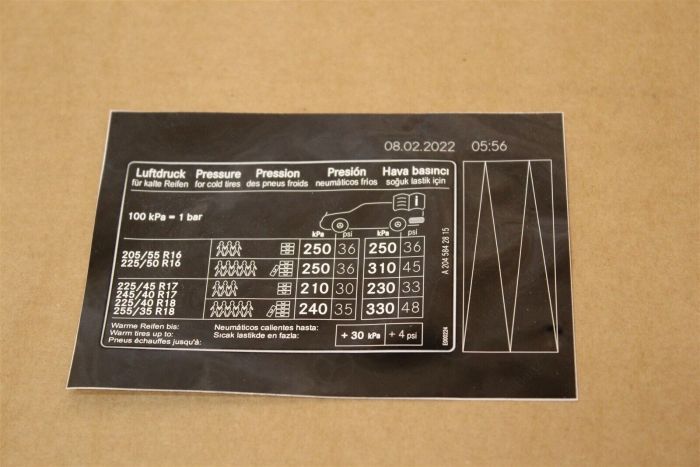 08.02.2022 05:56
Luftdruck Pressure Pression Presión Hava basıncı
für kalte Reifen for cold tires des pneus froids neumáticos frios soğuk lastik için
100 kPa = 1 bar
kPa psi kPa psi
205/55 R16 250 36 250 36
225/50 R16 250 36 310 45
225/45 R17 210 30 230 33
245/40 R17
225/40 R18 240 35 330 48
255/35 R18
Warme Reifen bis: Neumáticos calientes hasta:
Warm tires up to: Sıcak lastikde en fazla:
Pneus échauffés jusqu'à:
+ 30 kPa + 4 psi
A 204 584 28 15